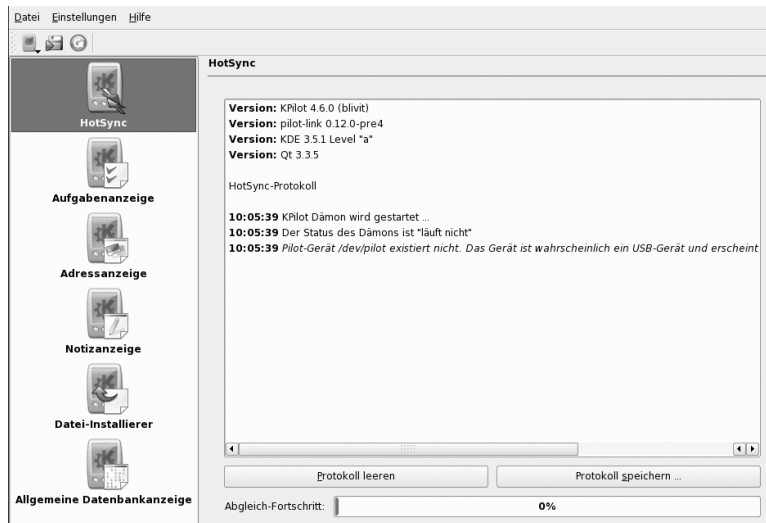 Datei Einstellungen Hilfe
HotSync
HotSync
Aufgabenanzeige
Adressanzeige
Notizanzeige
Datei-Installierer
Allgemeine Datenbankanzeige
Version: KPilot 4.6.0 (blivit)
Version: pilot-link 0.12.0-pre4
Version: KDE 3.5.1 Level "a"
Version: Qt 3.3.5
HotSync-Protokoll
10:05:39 KPilot Dämon wird gestartet ...
10:05:39 Der Status des Dämons ist "läuft nicht"
10:05:39 Pilot-Gerät /dev/pilot existiert nicht. Das Gerät ist wahrscheinlich ein USB-Gerät und erscheint
Protokoll leeren Protokoll speichern ...
Abgleich-Fortschritt: 0%